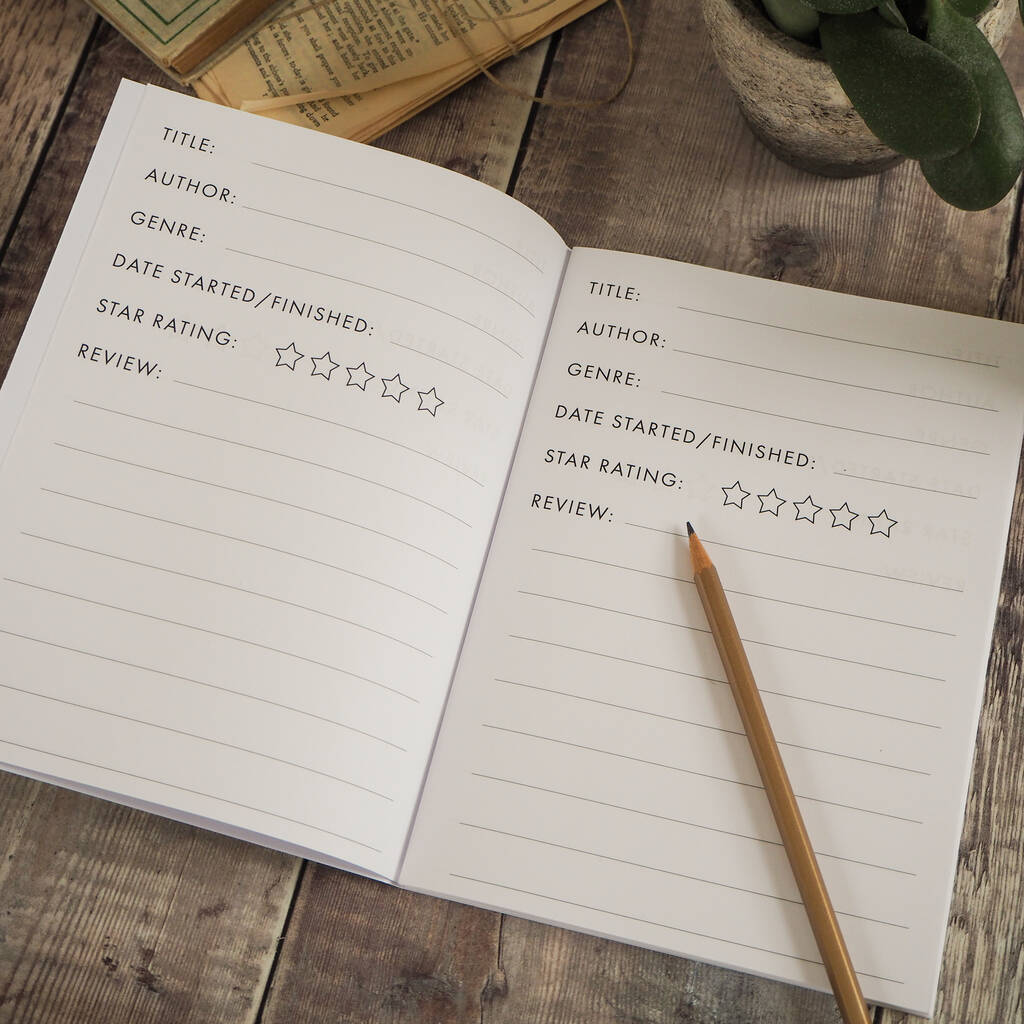 TITLE:
AUTHOR:
GENRE:
DATE STARTED/FINISHED:
STAR RATING:
REVIEW:
TITLE:
AUTHOR:
GENRE:
DATE STARTED/FINISHED:
STAR RATING:
REVIEW: